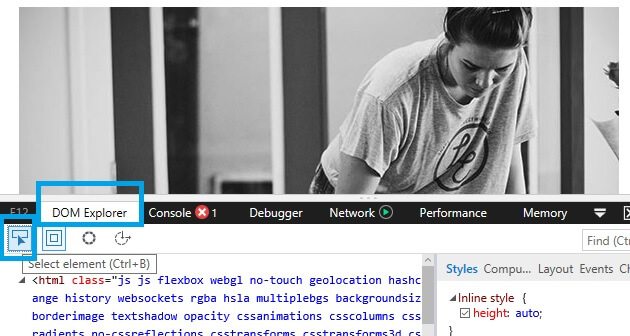 F12 DOM Explorer Console 1 Debugger Network Performance Memory
Find (Ctr
Select element (Ctrl+B)
<html class="js js flexbox webgl no-touch geolocation hashc
ange history websockets rgba hsla multiplebgs backgroundsiz
borderimage textshadow opacity cssanimations csscolumns css
radients no-cssreflections csstransforms csstransforms3d cs
Styles Compu... Layout Events Ch
Inline style {
height: auto;
}